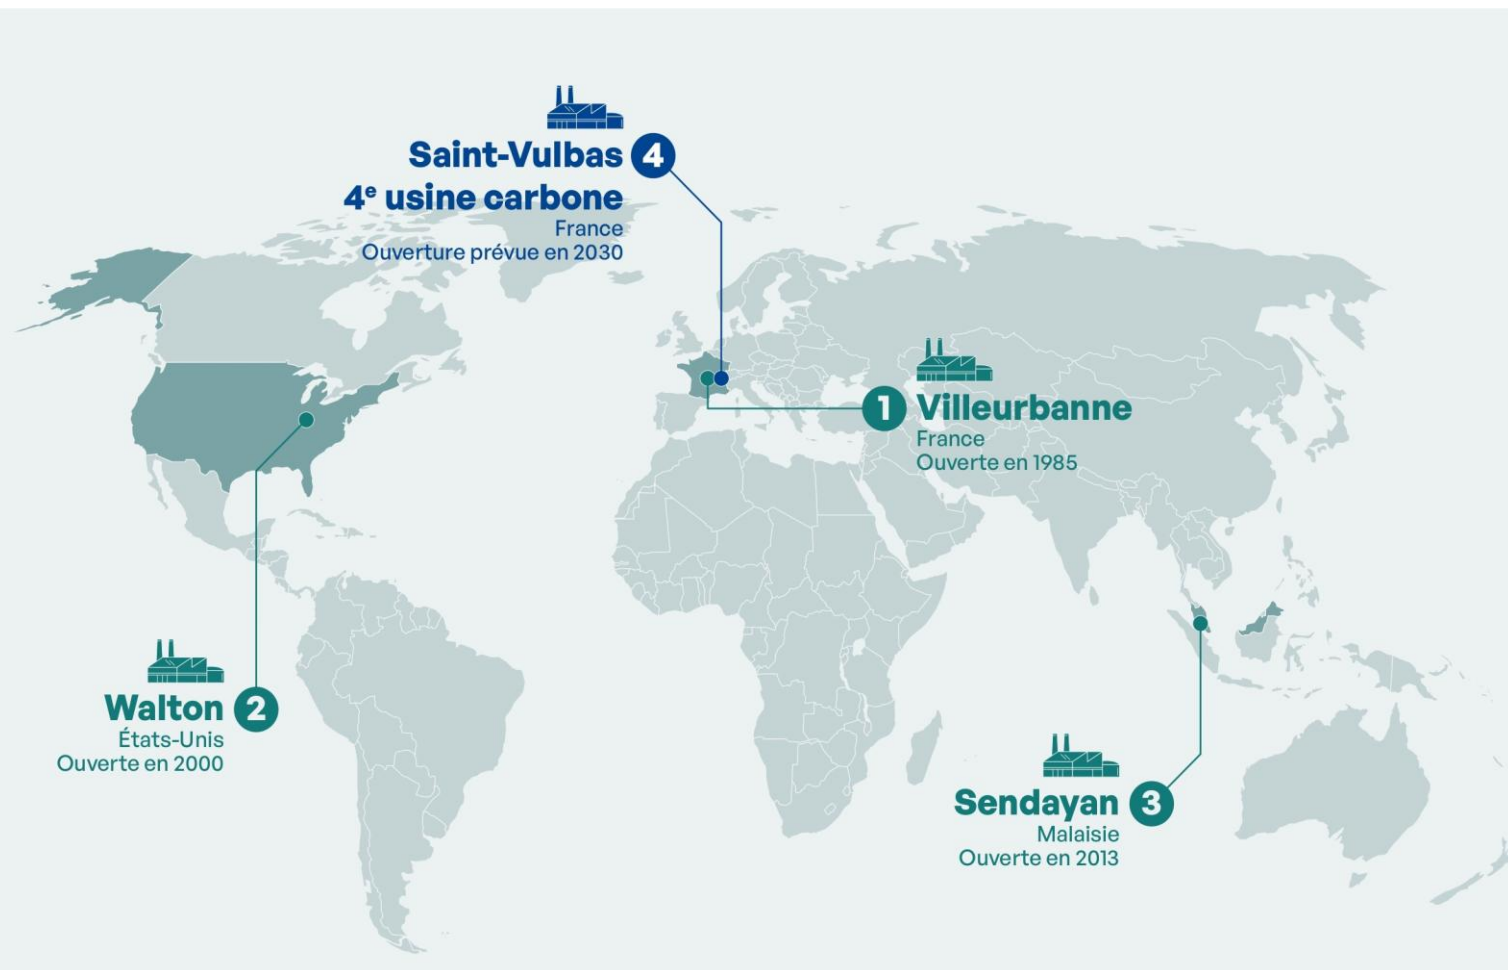 Saint-Vulbas 4
4ᵉ usine carbone
France
Ouverture prévue en 2030
1 Villeurbanne
France
Ouverte en 1985
Walton 2
États-Unis
Ouverte en 2000
Sendayan 3
Malaisie
Ouverte en 2013